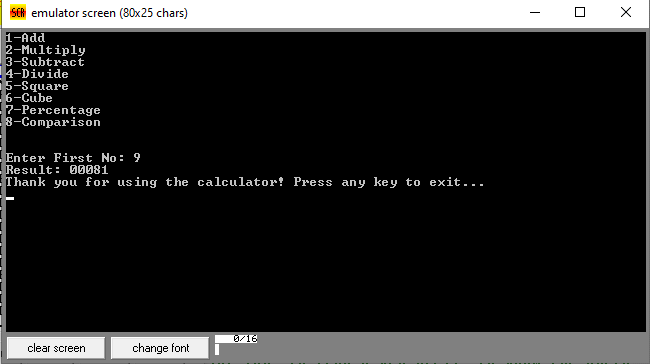 emulator screen (80x25 chars)
1-Add
2-Multiply
3-Subtract
4-Divide
5-Square
6-Cube
7-Percentage
8-Comparison
Enter First No: 9
Result: 00081
Thank you for using the calculator! Press any key to exit...
clear screen
change font
0/16